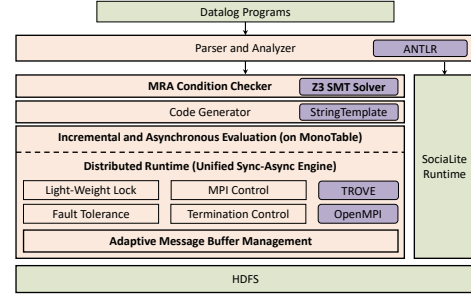 Datalog Programs
Parser and Analyzer
ANTLR
MRA Condition Checker
Z3 SMT Solver
Code Generator
StringTemplate
Incremental and Asynchronous Evaluation (on MonoTable)
Distributed Runtime (Unified Sync-Async Engine)
Light-Weight Lock
MPI Control
TROVE
Fault Tolerance
Termination Control
OpenMPI
Adaptive Message Buffer Management
SociaLite
Runtime
HDFS